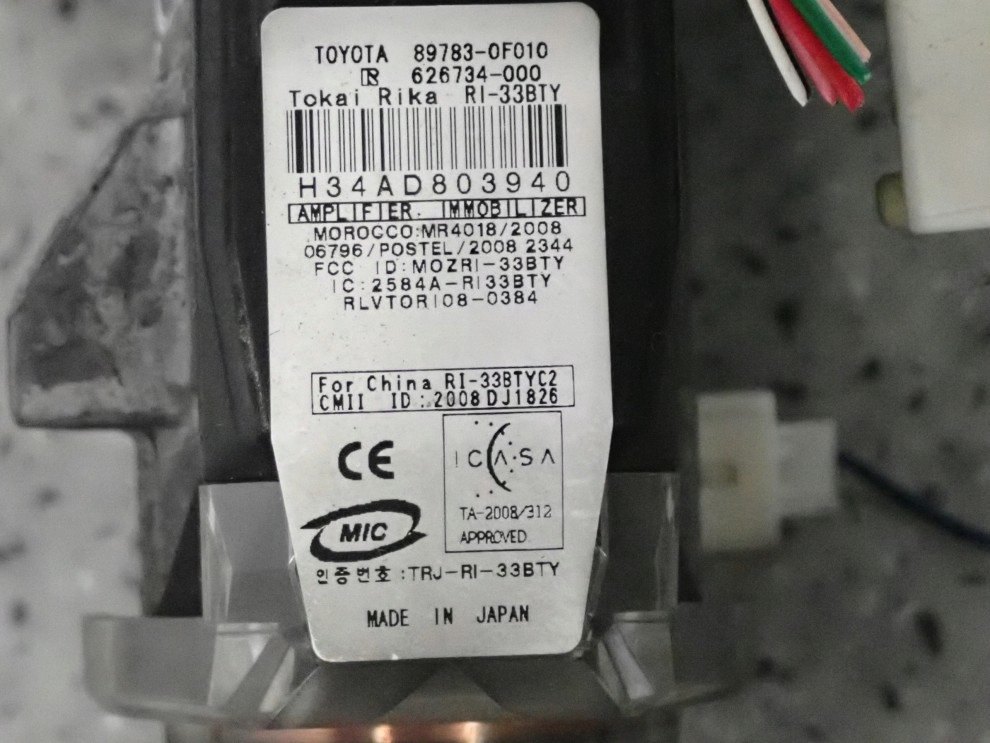 TOYOTA 89783-0F010
R 626734-000
Tokai Rika RI-33BTY
H34AD803940
AMPLIFIER. IMMOBILIZER
MOROCCO:MR4018/2008
06796/POSTEL/2008 2344
FCC ID:MOZRI-33BTY
IC:2584A-RI33BTY
RLVTORI08-0384
For China RI-33BTYC2
CMII ID:2008DJ1826
CE
ICASA
TA-2008/312
APPROVED
MIC
인증번호:TRJ-RI-33BTY
MADE IN JAPAN